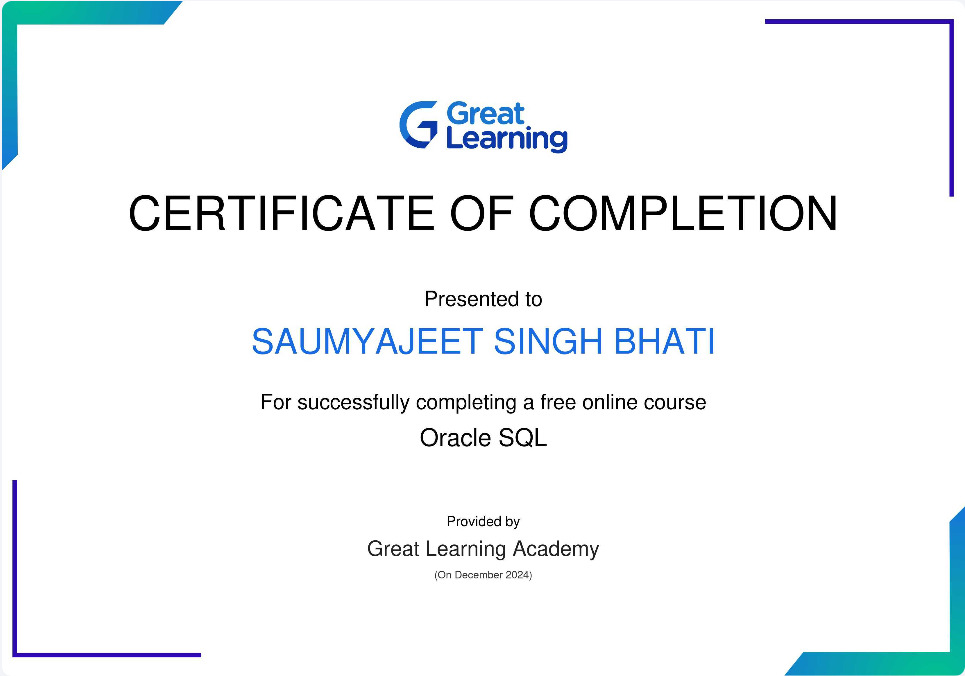 Great
Learning
CERTIFICATE OF COMPLETION
Presented to
SAUMYAJEET SINGH BHATI
For successfully completing a free online course
Oracle SQL
Provided by
Great Learning Academy
(On December 2024)